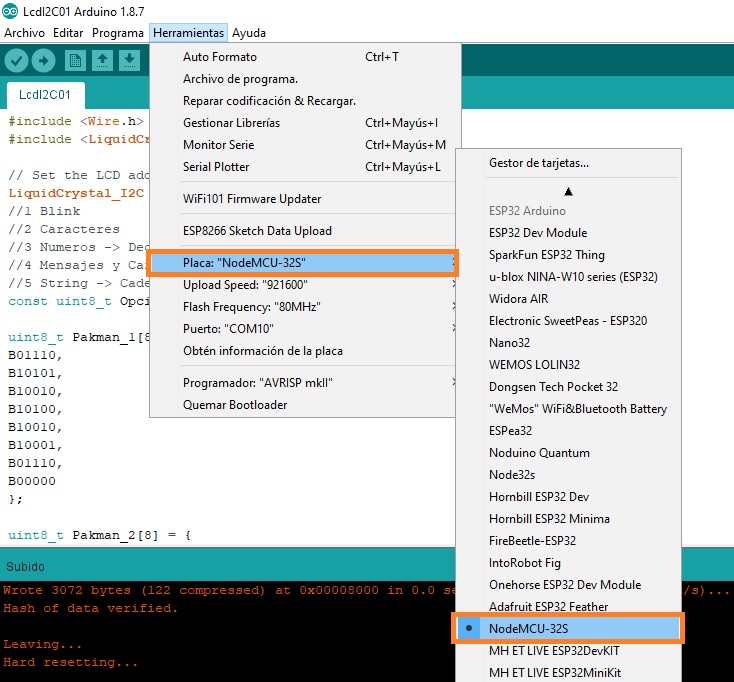 LcdI2C01 Arduino 1.8.7
Archivo Editar Programa Herramientas Ayuda
LcdI2C01
Auto Formato Ctrl+T
Archivo de programa.
Reparar codificación & Recargar.
Gestionar Librerías Ctrl+Mayús+I
Monitor Serie Ctrl+Mayús+M
Serial Plotter Ctrl+Mayús+L
WiFi101 Firmware Updater
ESP8266 Sketch Data Upload
Placa: "NodeMCU-32S"
Upload Speed: "921600"
Flash Frequency: "80MHz"
Puerto: "COM10"
Obtén información de la placa
Programador: "AVRISP mkII"
Quemar Bootloader
Gestor de tarjetas...
ESP32 Arduino
ESP32 Dev Module
SparkFun ESP32 Thing
u-blox NINA-W10 series (ESP32)
Widora AIR
Electronic SweetPeas - ESP320
Nano32
WEMOS LOLIN32
Dongsen Tech Pocket 32
"WeMos" WiFi&Bluetooth Battery
ESPea32
Noduino Quantum
Node32s
Hornbill ESP32 Dev
Hornbill ESP32 Minima
FireBeetle-ESP32
IntoRobot Fig
Onehorse ESP32 Dev Module
Adafruit ESP32 Feather
NodeMCU-32S
MH ET LIVE ESP32DevKIT
MH ET LIVE ESP32MiniKit
#include <Wire.h>
#include <LiquidCr
// Set the LCD add
LiquidCrystal_I2C
//1 Blink
//2 Caracteres
//3 Numeros -> Dec
//4 Mensajes y Car
//5 String -> Cade
const uint8_t Opci
uint8_t Pakman_1[8
B01110,
B10101,
B10010,
B10100,
B10010,
B10001,
B01110,
B00000
};
uint8_t Pakman_2[8] = {
Subido
Wrote 3072 bytes (122 compressed) at 0x00008000 in 0.0 se /s)...
Hash of data verified.
Leaving...
Hard resetting...